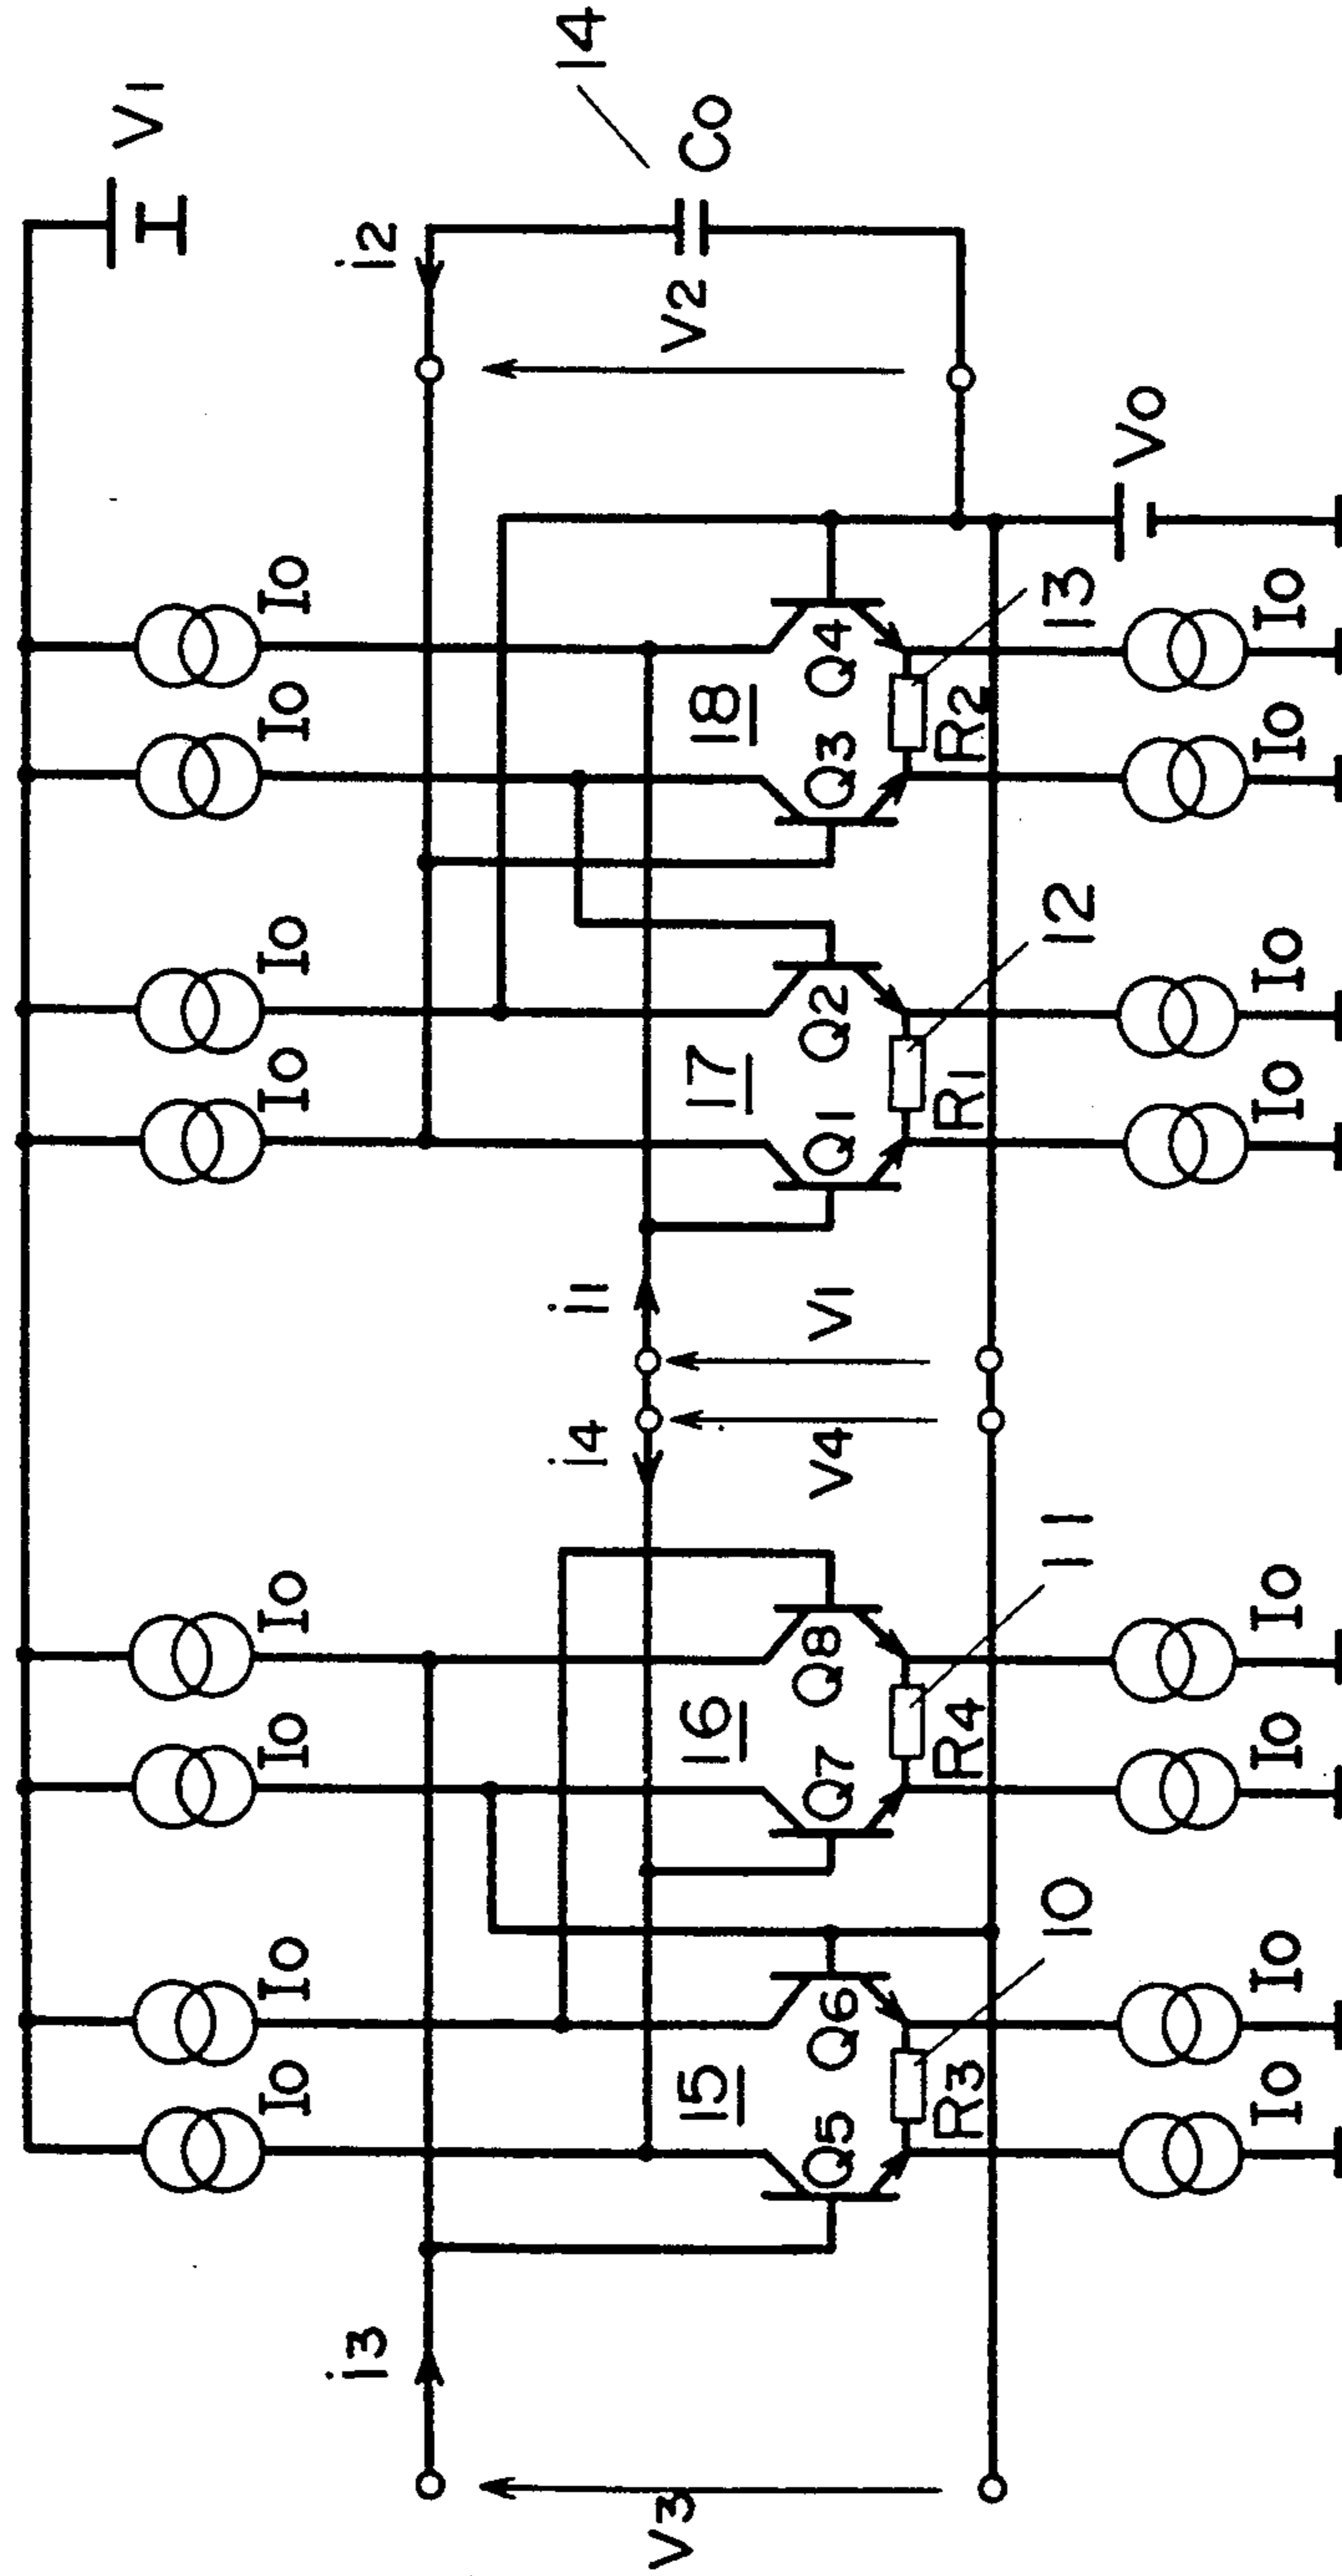 V1
Io Io Io Io Io Io Io Io
i3 i2
i4 i1 14
V3 15 16 17 18 V2 Co
Q5 Q6 Q7 Q8 V4 V1 Q1 Q2 Q3 Q4
R3 R4 R1 R2
10 11 12 13 Vo
Io Io Io Io Io Io Io Io